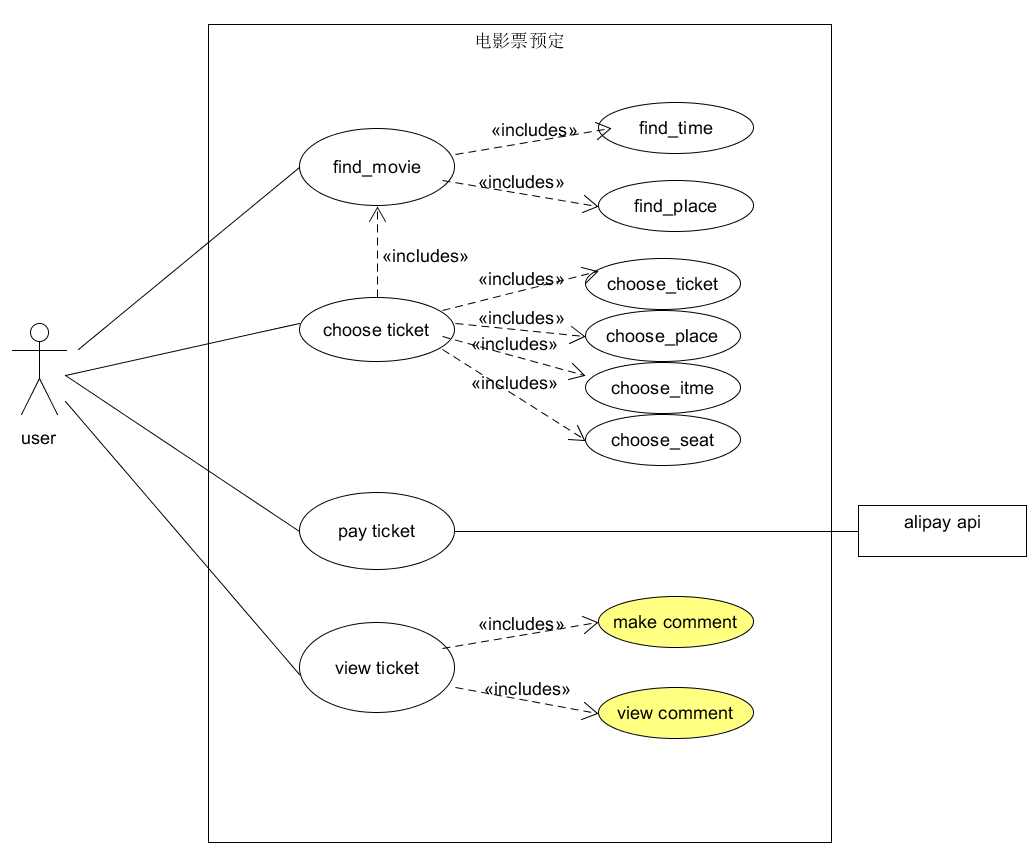 电影票预定
«includes»
find_time
find_movie
«includes»
find_place
«includes»
«includes»
choose_ticket
choose ticket
«includes»
choose_place
«includes»
choose_itme
«includes»
choose_seat
user
pay ticket
alipay api
«includes»
make comment
view ticket
«includes»
view comment